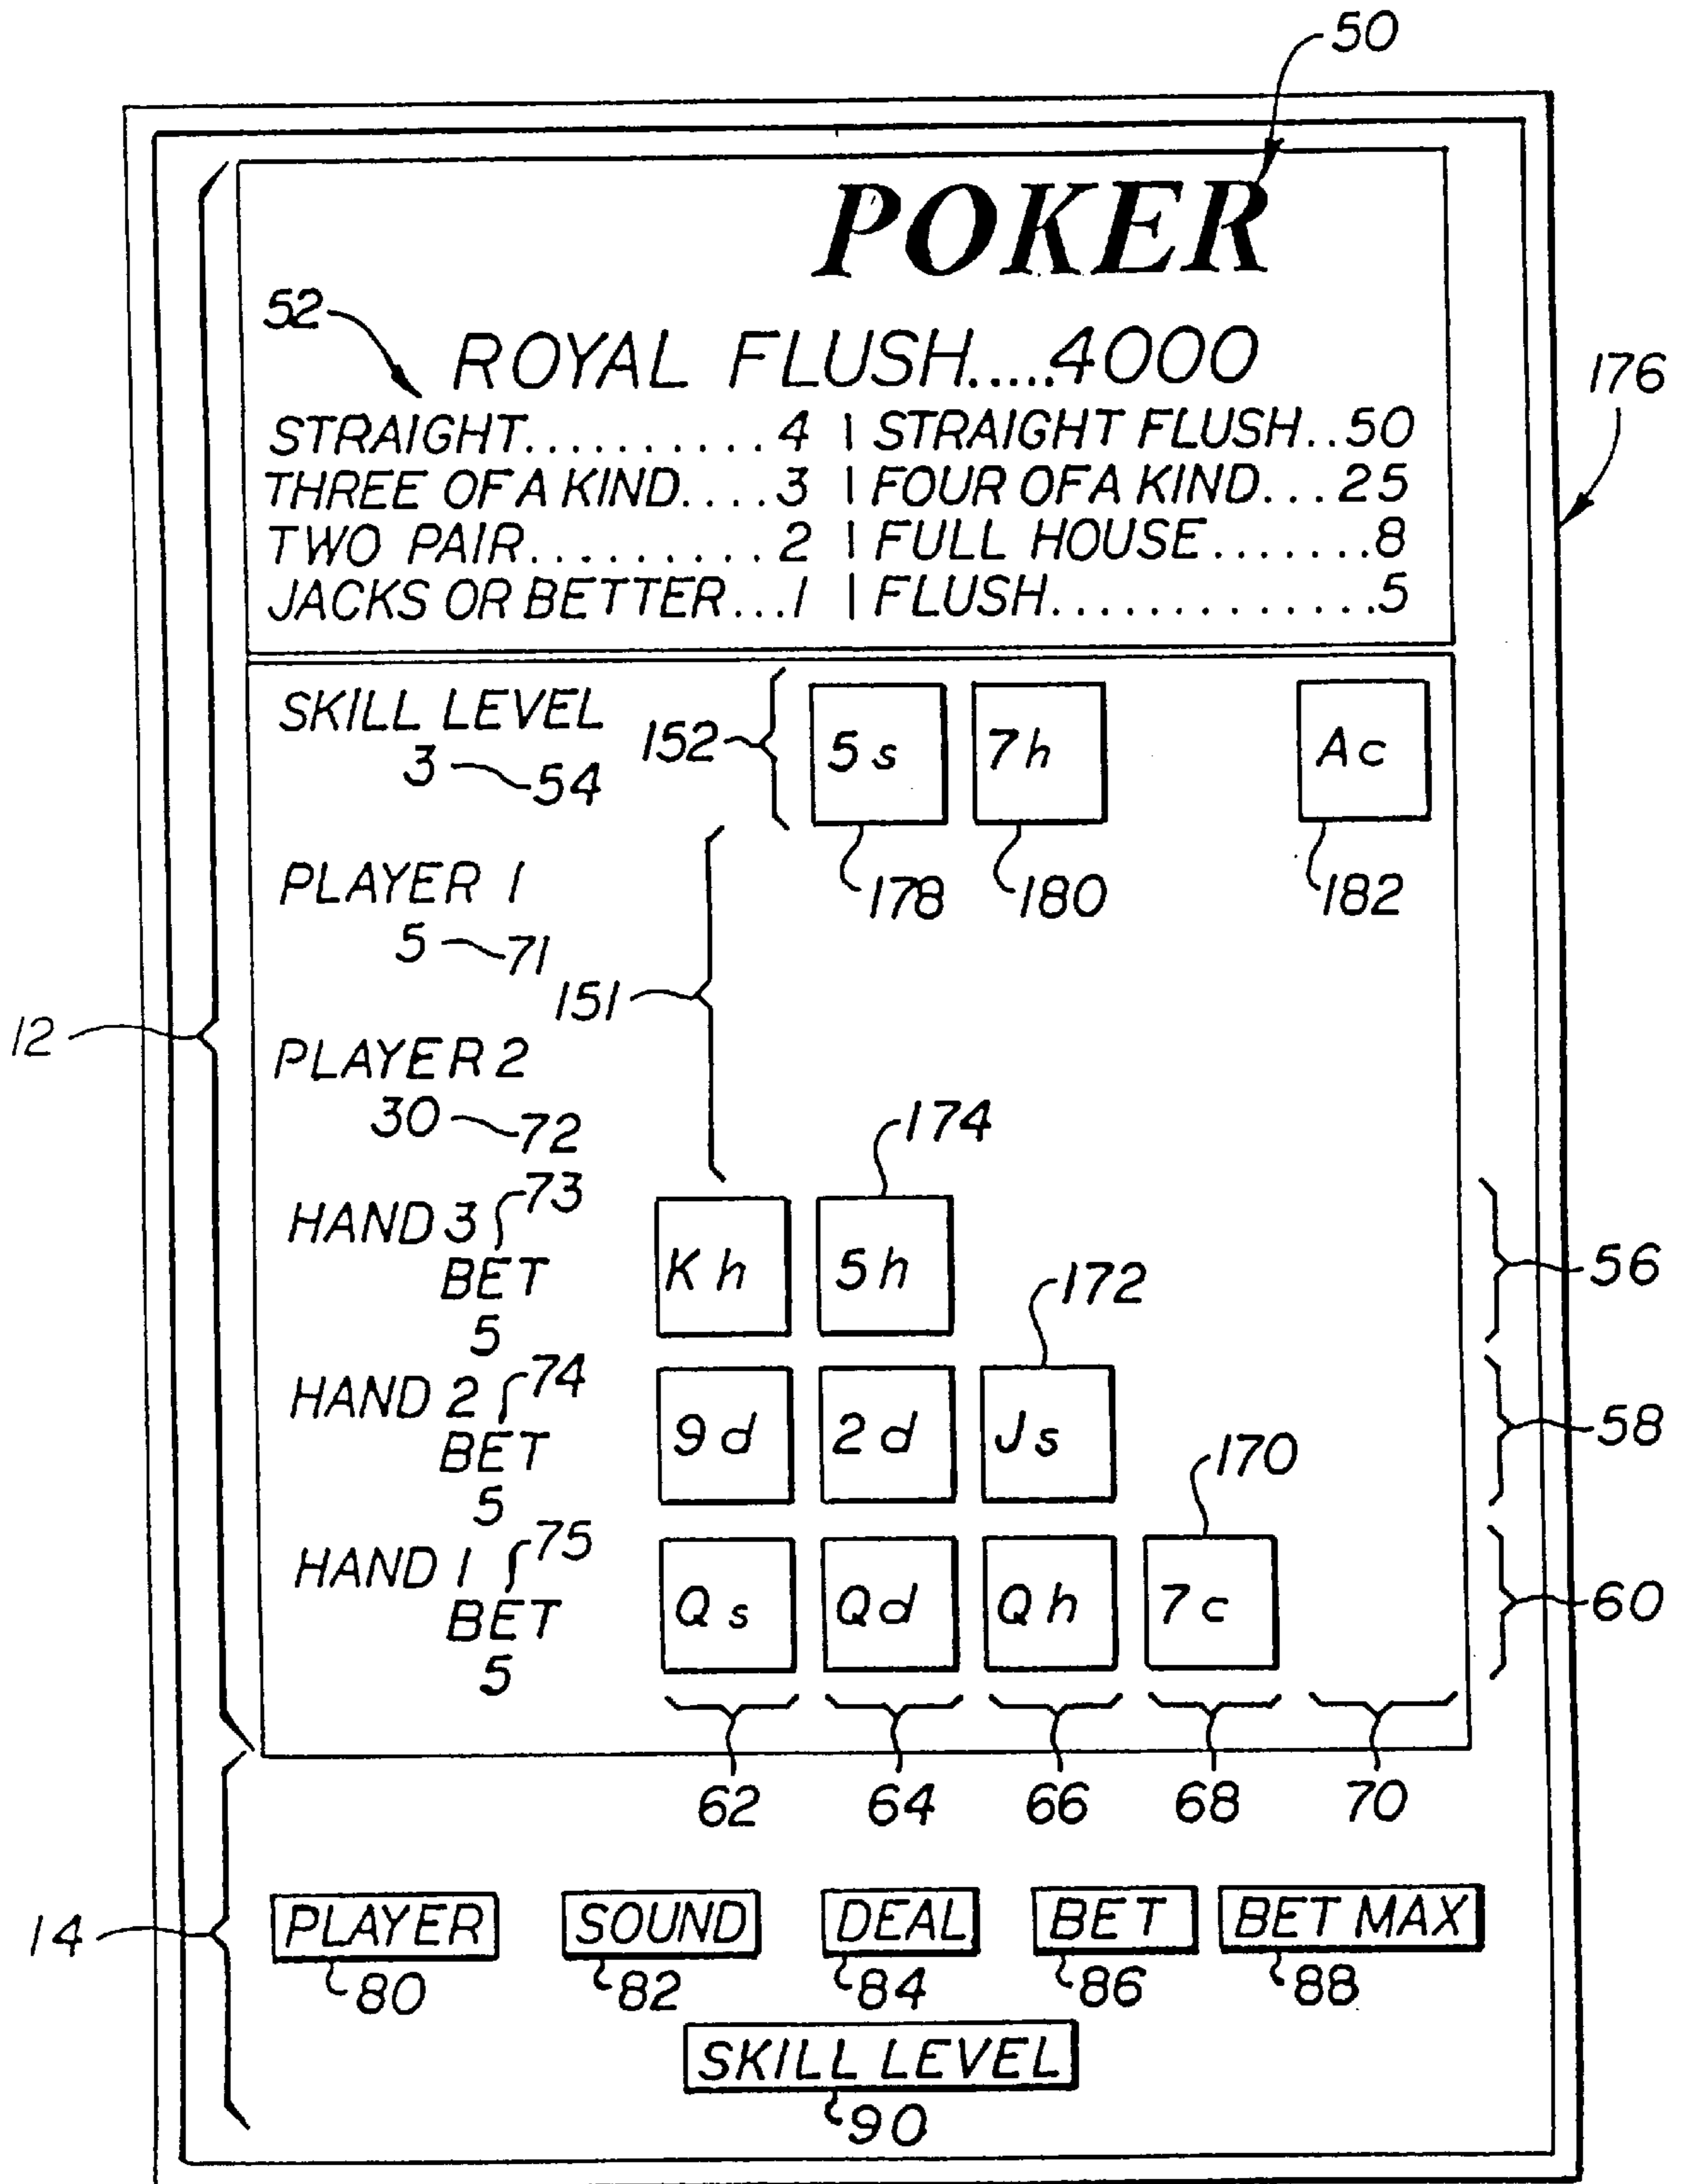 50
POKER
52
ROYAL FLUSH.....4000
176
STRAIGHT..........4 | STRAIGHT FLUSH..50
THREE OF A KIND....3 | FOUR OF A KIND...25
TWO PAIR.........2 | FULL HOUSE.......8
JACKS OR BETTER...1 | FLUSH..............5
SKILL LEVEL
3 54
152
5s 7h Ac
178 180 182
PLAYER 1
5 71
151
12
PLAYER 2
30 72
174
HAND 3 73
BET
5
Kh 5h
56
172
HAND 2 74
BET
5
9d 2d Js
58
170
HAND 1 75
BET
5
Qs Qd Qh 7c
60
62 64 66 68 70
14
PLAYER SOUND DEAL BET BET MAX
80 82 84 86 88
SKILL LEVEL
90